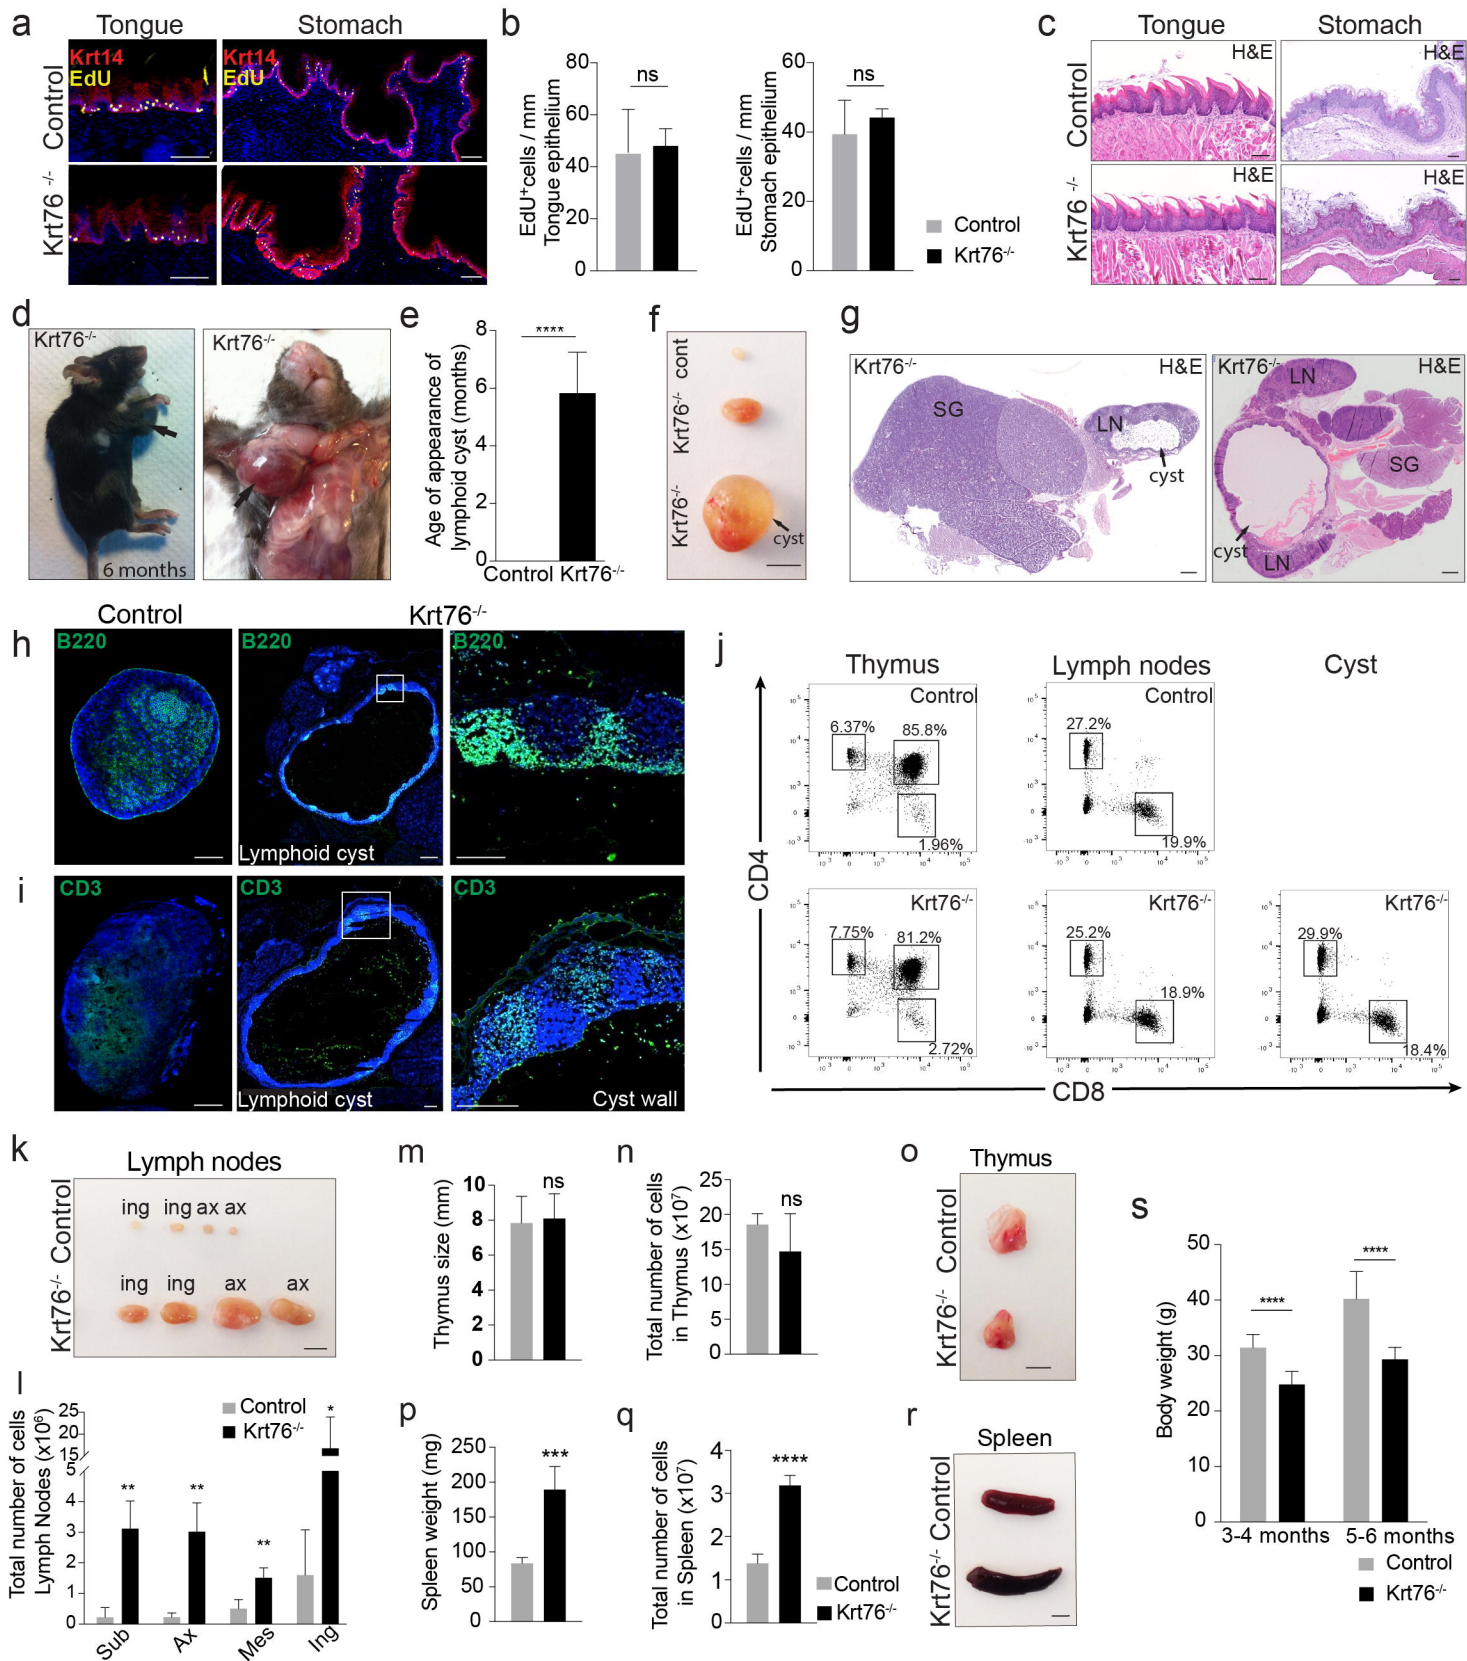 a
Tongue
Stomach
Krt14
EdU
Krt14
EdU
Control
Krt76 -/-
b
80
60
40
20
0
EdU+cells / mm
Tongue epithelium
ns
60
40
20
0
EdU+cells / mm
Stomach epithelium
ns
Control
Krt76-/-
c
Tongue
Stomach
H&E
H&E
Control
H&E
H&E
Krt76 -/-
d
Krt76-/-
6 months
Krt76-/-
e
8
6
4
2
0
Age of appearance of
lymphoid cyst (months)
****
Control Krt76-/-
f
cont
Krt76-/-
Krt76-/-
cyst
g
Krt76-/-
H&E
SG
LN
cyst
Krt76-/-
H&E
LN
SG
cyst
LN
Control
Krt76-/-
h
B220
B220
B220
Lymphoid cyst
i
CD3
CD3
CD3
Lymphoid cyst
Cyst wall
j
Thymus
Lymph nodes
Cyst
CD4
CD8
Control
6.37%
85.8%
1.96%
Control
27.2%
19.9%
Krt76-/-
7.75%
81.2%
2.72%
Krt76-/-
25.2%
18.9%
Krt76-/-
29.9%
18.4%
k
Lymph nodes
Control
ing ing ax ax
Krt76-/-
ing ing ax ax
l
Total number of cells
Lymph Nodes (x10⁶)
25
20
15
5
4
3
2
1
0
Control
Krt76-/-
**
**
**
*
Sub
Ax
Mes
Ing
m
Thymus size (mm)
10
8
6
4
2
0
ns
n
Total number of cells
in Thymus (x10⁷)
25
20
15
10
5
0
ns
o
Thymus
Control
Krt76-/-
p
Spleen weight (mg)
250
200
150
100
50
0
***
q
Total number of cells
in Spleen (x10⁷)
4
3
2
1
0
****
Control
Krt76-/-
r
Spleen
Control
Krt76-/-
s
Body weight (g)
50
40
30
20
10
0
****
****
3-4 months
5-6 months
Control
Krt76-/-